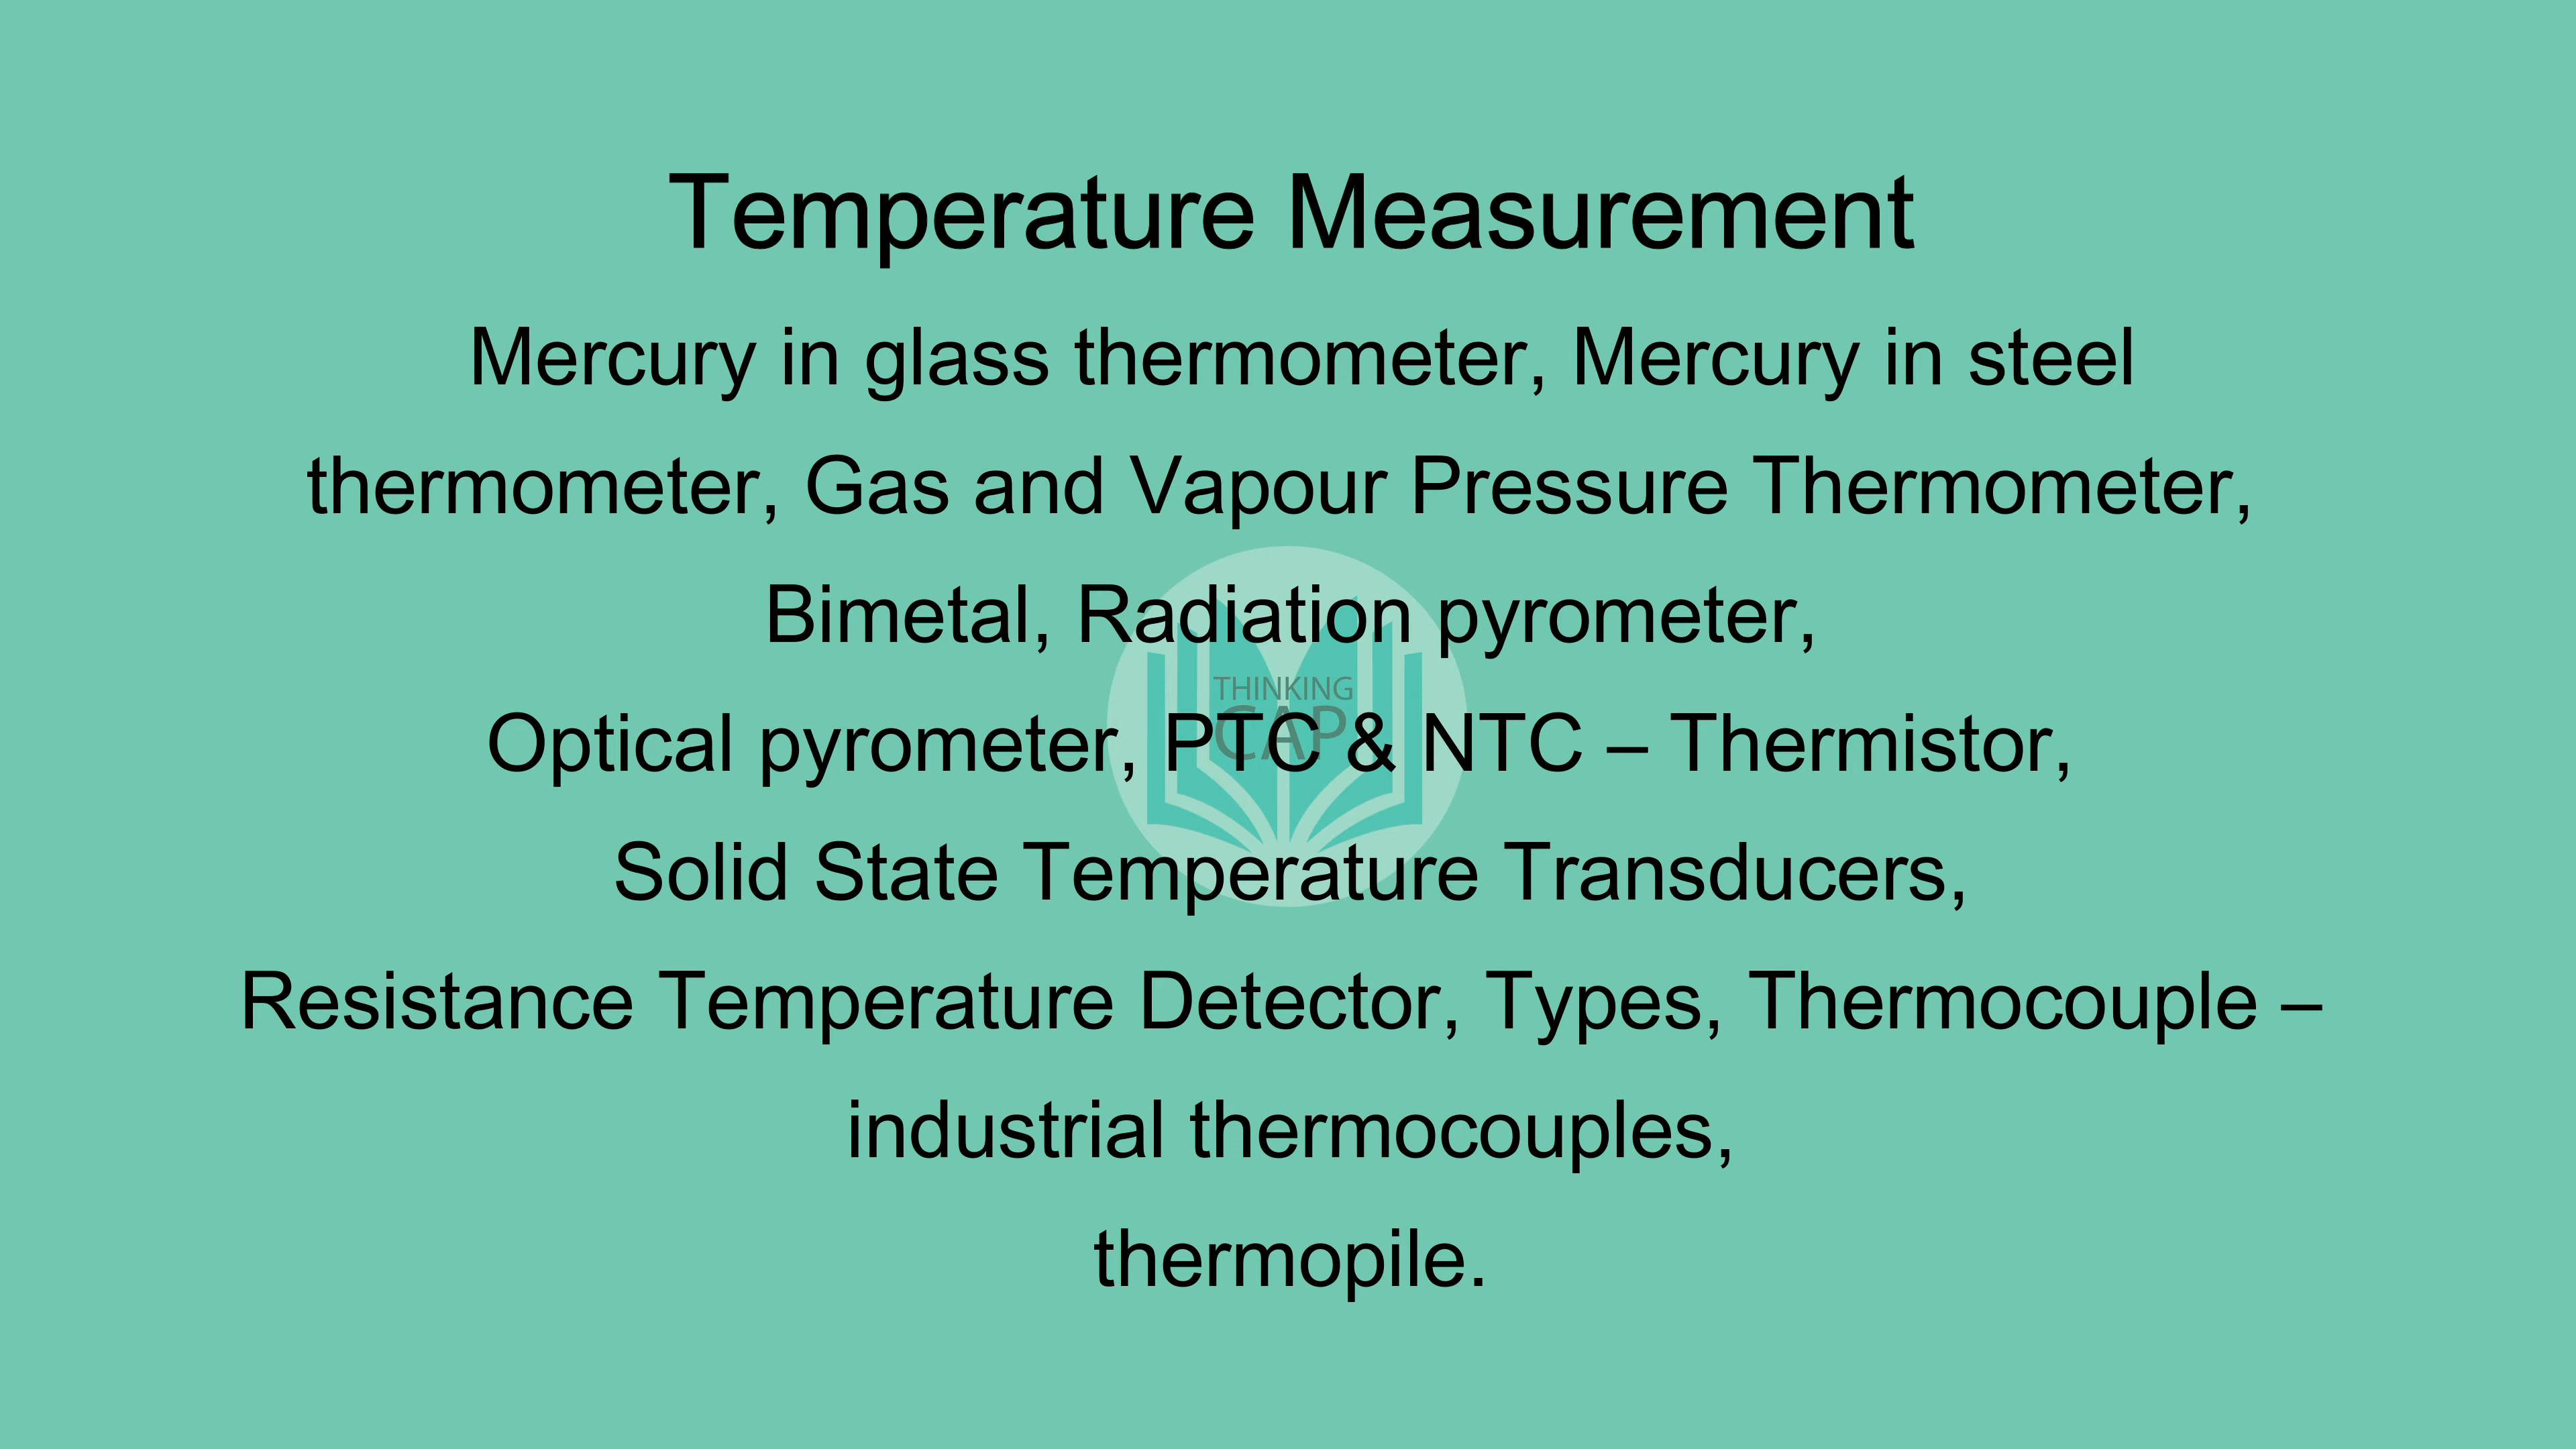 Temperature Measurement
Mercury in glass thermometer, Mercury in steel
thermometer, Gas and Vapour Pressure Thermometer,
Bimetal, Radiation pyrometer,
THINKING
CAP
Optical pyrometer, PTC & NTC – Thermistor,
Solid State Temperature Transducers,
Resistance Temperature Detector, Types, Thermocouple –
industrial thermocouples,
thermopile.